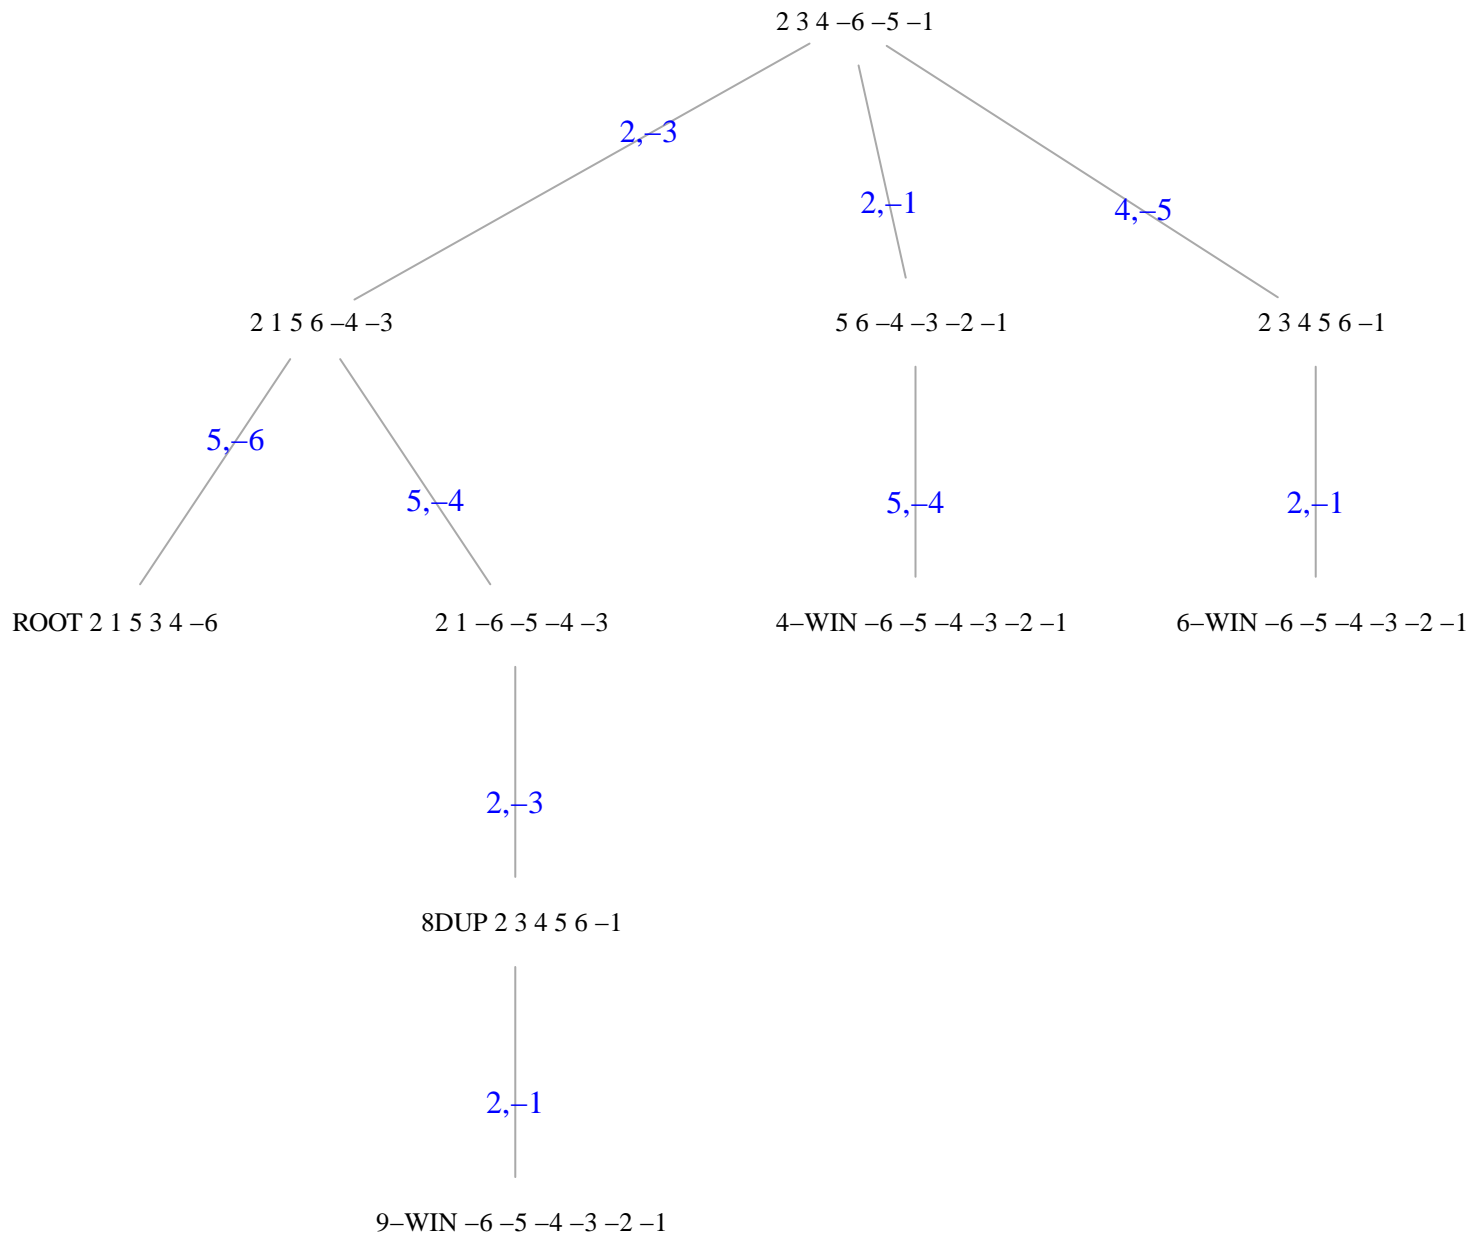 2 3 4 –6 –5 –1
2,–3
2,–1
4,–5
2 1 5 6 –4 –3
5 6 –4 –3 –2 –1
2 3 4 5 6 –1
5,–6
5,–4
5,–4
2,–1
ROOT 2 1 5 3 4 –6
2 1 –6 –5 –4 –3
4–WIN –6 –5 –4 –3 –2 –1
6–WIN –6 –5 –4 –3 –2 –1
2,–3
8DUP 2 3 4 5 6 –1
2,–1
9–WIN –6 –5 –4 –3 –2 –1